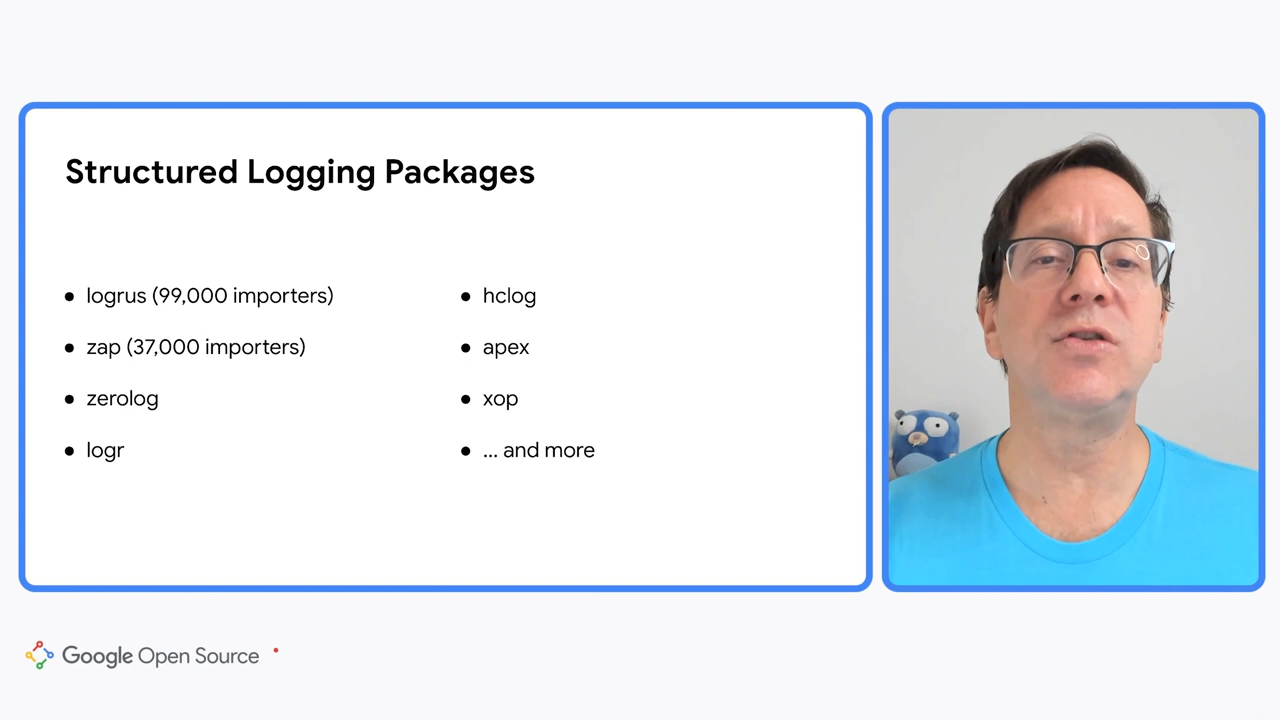 Structured Logging Packages
● logrus (99,000 importers)
● zap (37,000 importers)
● zerolog
● logr
● hclog
● apex
● xop
● ... and more
Google Open Source